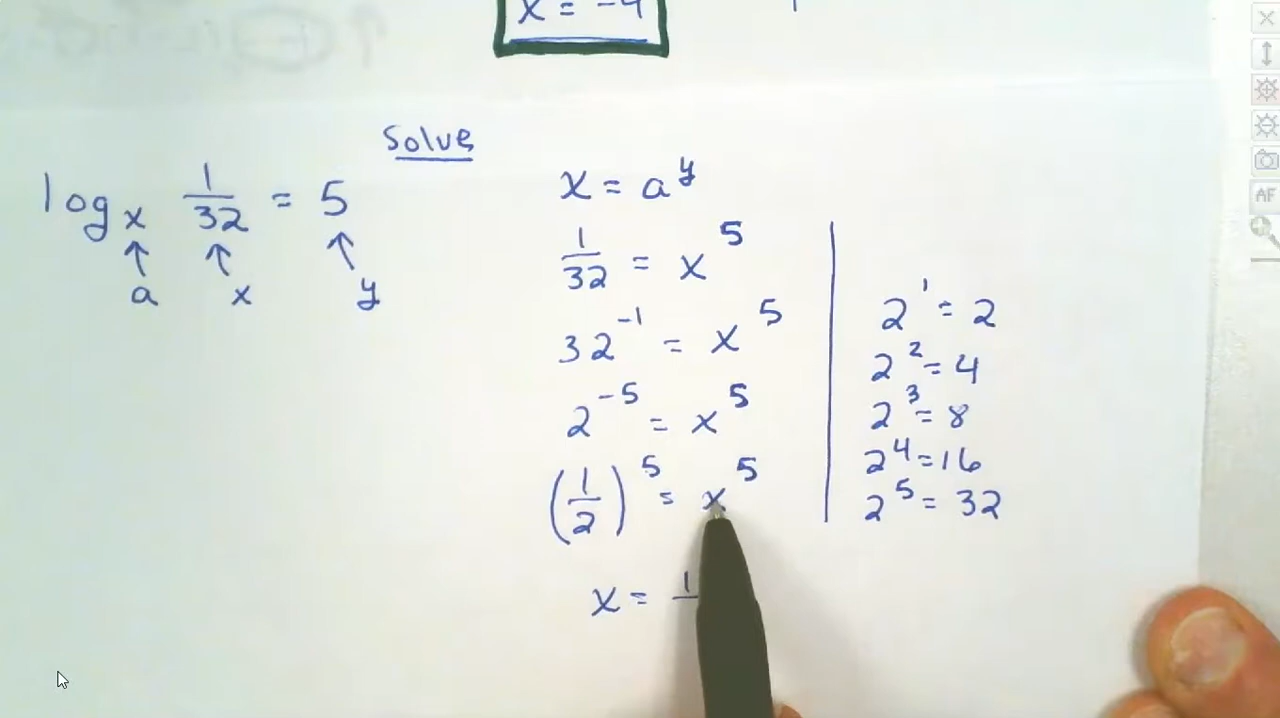 x = -4
Solve
logₓ 1/32 = 5
a x y
x = a^y
1/32 = x^5
32^-1 = x^5
2^-5 = x^5
(1/2)^5 = x^5
x = 1
2^1 = 2
2^2 = 4
2^3 = 8
2^4 = 16
2^5 = 32
AF